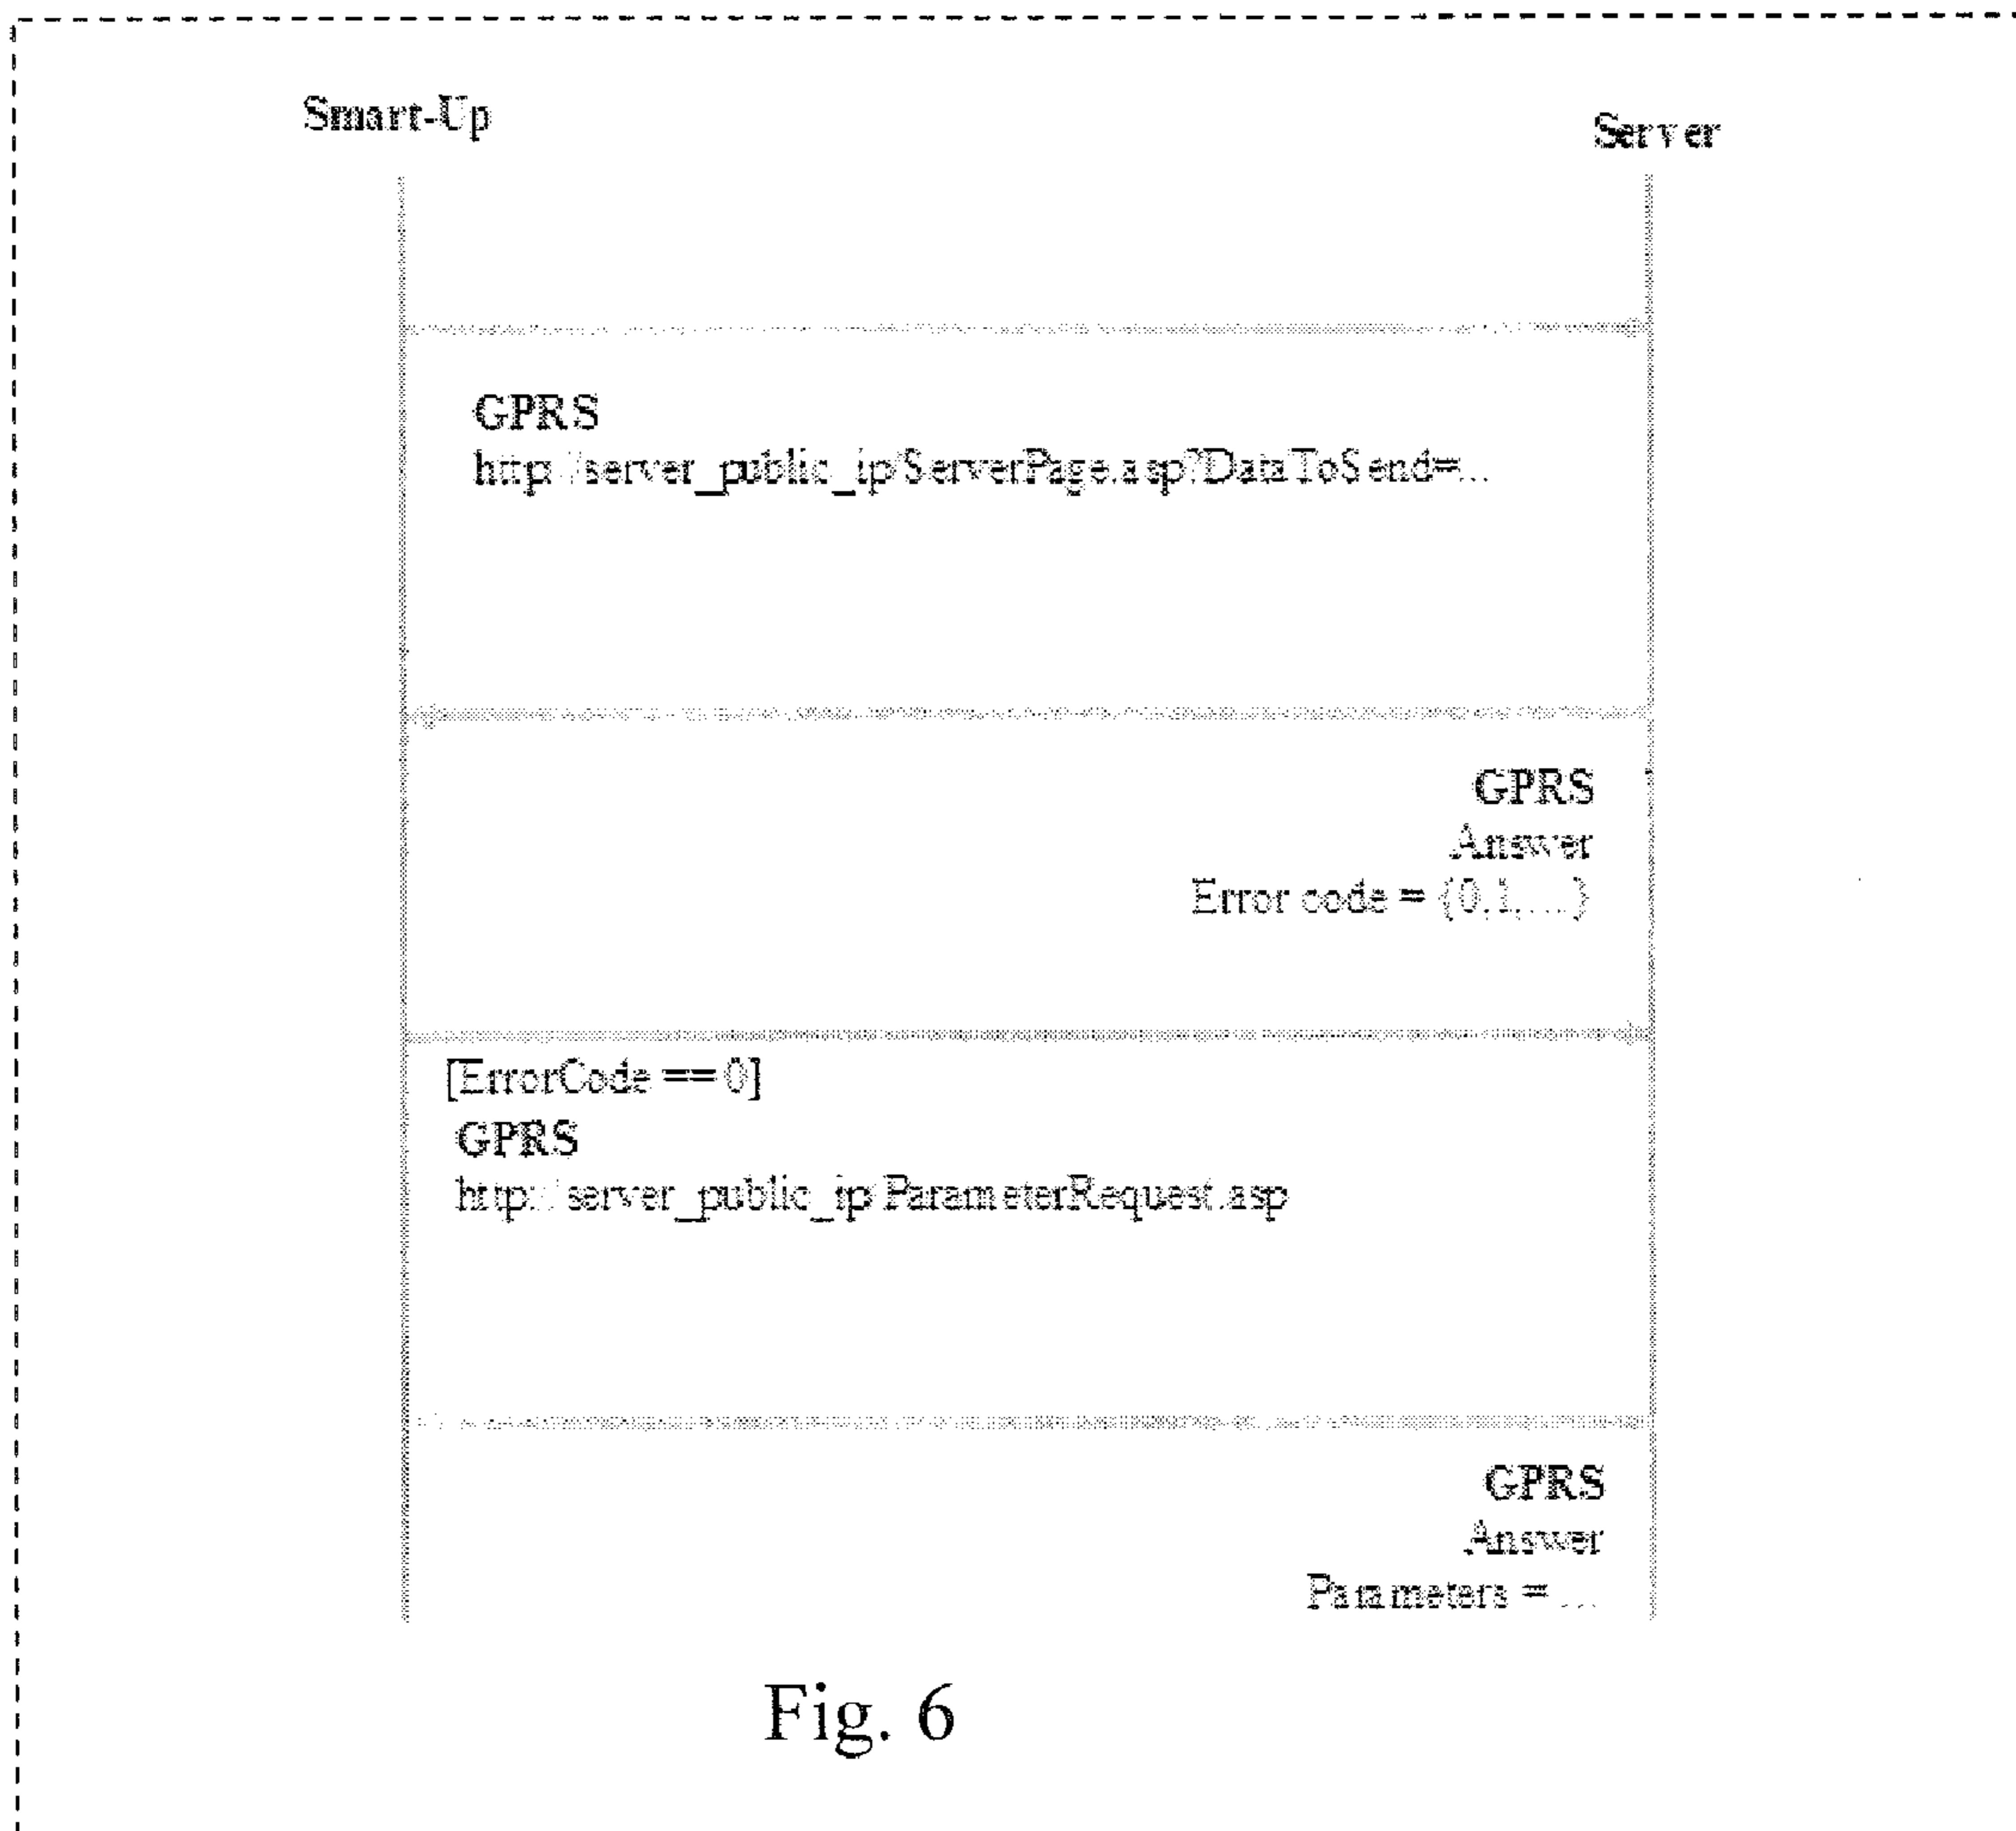 Smart-Up
Server
GPRS
http://server_public_ip/ServerPage.asp?DataToSend=...
GPRS
Answer
Error code = {0,1,...}
[ErrorCode == 0]
GPRS
http://server_public_ip/ParameterRequest.asp
GPRS
Answer
Parameters = ...
Fig. 6